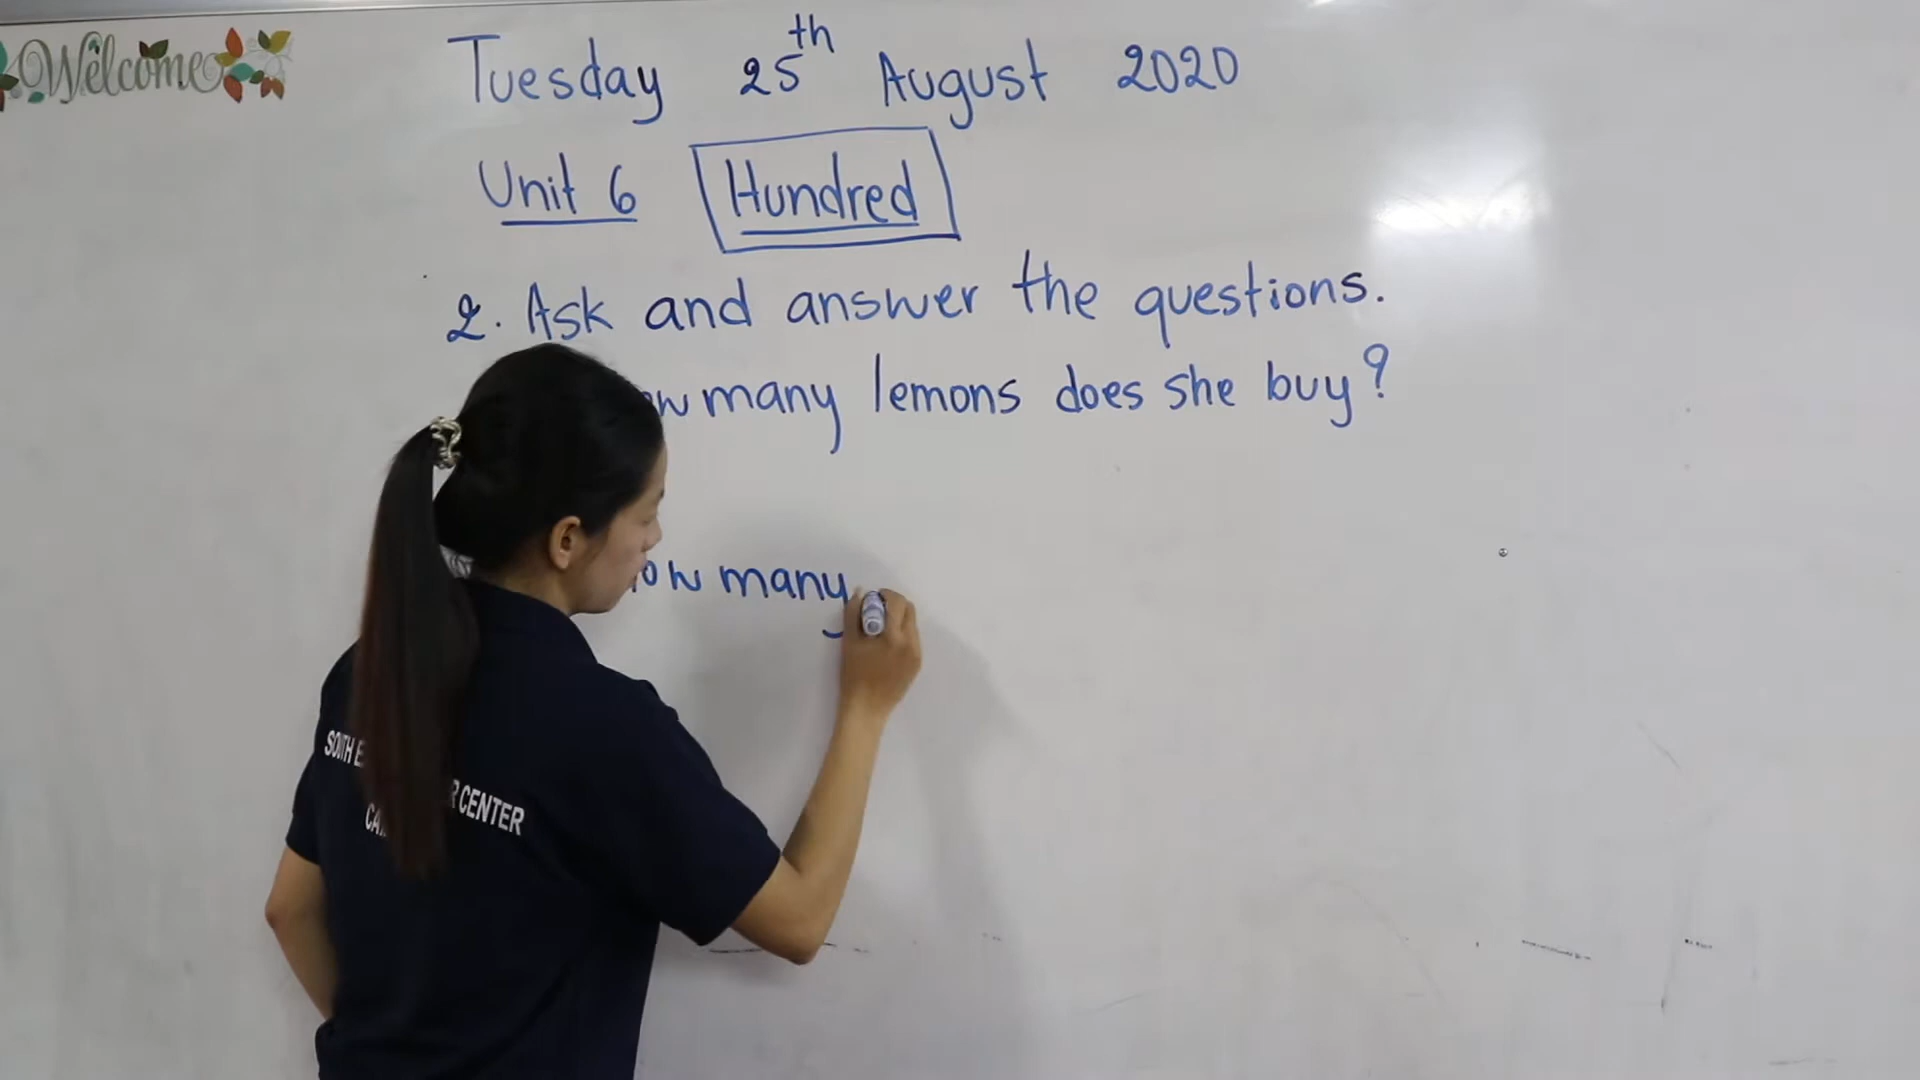 Welcome
Tuesday 25th August 2020
Unit 6 Hundred
2. Ask and answer the questions.
many lemons does she buy?
many
SOUTH
CENTER